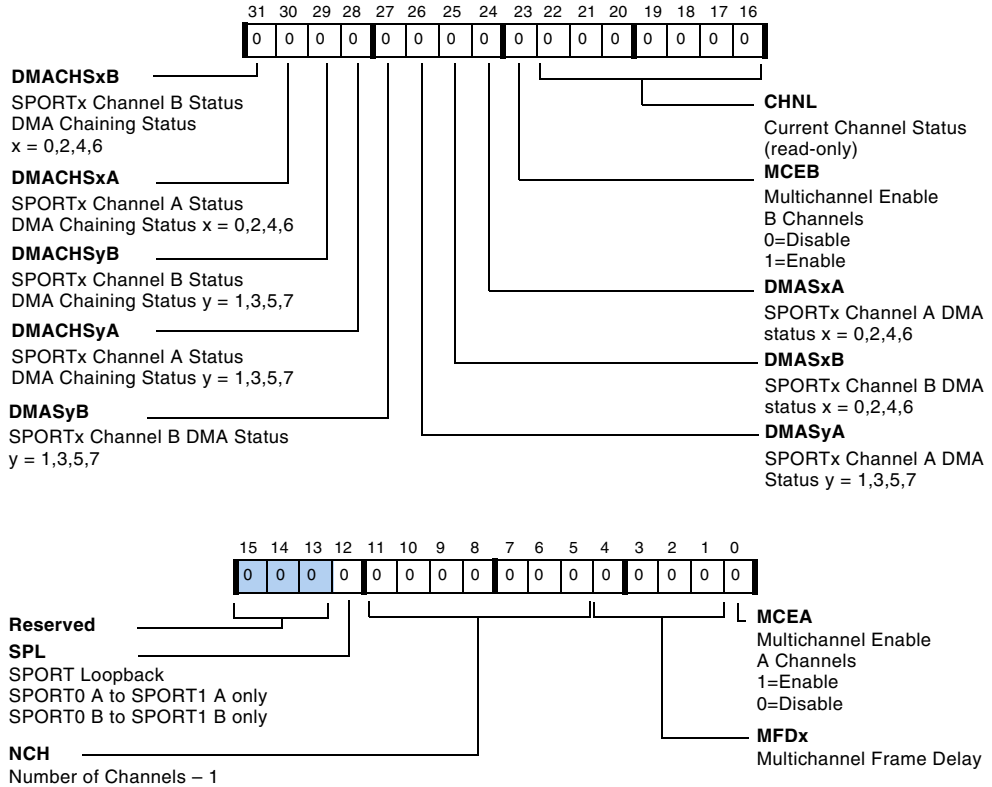 31 30 29 28 27 26 25 24 23 22 21 20 19 18 17 16
0 0 0 0 0 0 0 0 0 0 0 0 0 0 0 0
DMACHSxB
SPORTx Channel B Status
DMA Chaining Status
x = 0,2,4,6
DMACHSxA
SPORTx Channel A Status
DMA Chaining Status x = 0,2,4,6
DMACHSyB
SPORTx Channel B Status
DMA Chaining Status y = 1,3,5,7
DMACHSyA
SPORTx Channel A Status
DMA Chaining Status y = 1,3,5,7
DMASyB
SPORTx Channel B DMA Status
y = 1,3,5,7
CHNL
Current Channel Status
(read-only)
MCEB
Multichannel Enable
B Channels
0=Disable
1=Enable
DMASxA
SPORTx Channel A DMA
status x = 0,2,4,6
DMASxB
SPORTx Channel B DMA
status x = 0,2,4,6
DMASyA
SPORTx Channel A DMA
Status y = 1,3,5,7
15 14 13 12 11 10 9 8 7 6 5 4 3 2 1 0
0 0 0 0 0 0 0 0 0 0 0 0 0 0 0 0
Reserved
SPL
SPORT Loopback
SPORT0 A to SPORT1 A only
SPORT0 B to SPORT1 B only
NCH
Number of Channels – 1
MCEA
Multichannel Enable
A Channels
1=Enable
0=Disable
MFDx
Multichannel Frame Delay